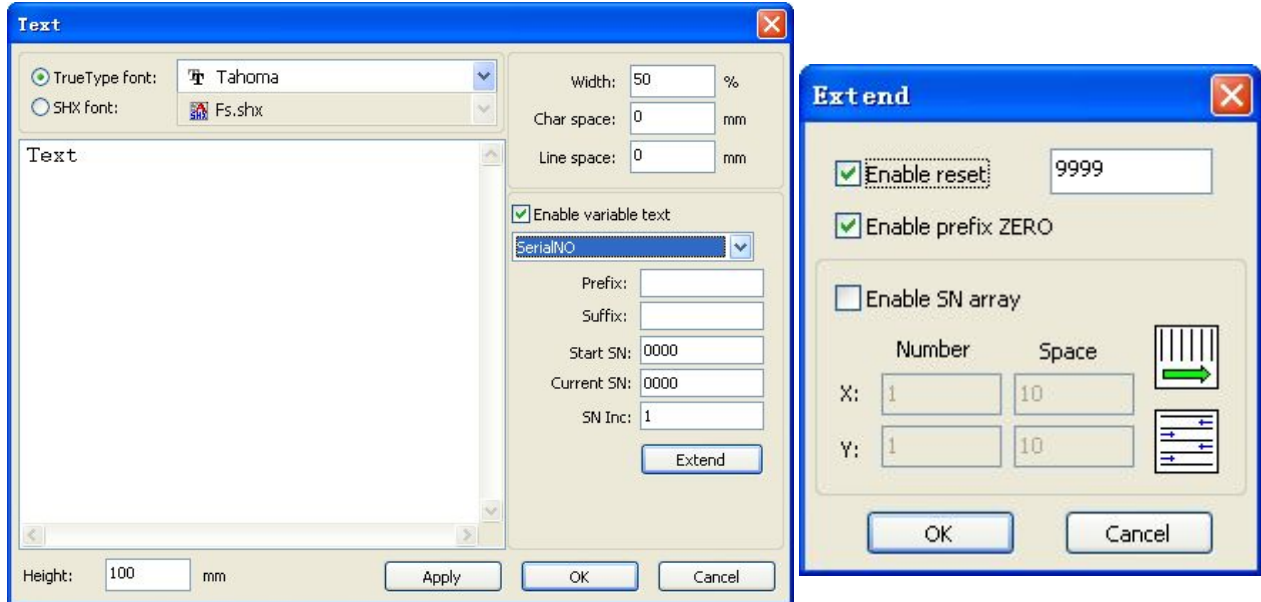 Text
TrueType font: Tahoma
SHX font: Fs.shx
Text
Width: 50 %
Char space: 0 mm
Line space: 0 mm
Enable variable text
SerialNO
Prefix:
Suffix:
Start SN: 0000
Current SN: 0000
SN Inc: 1
Extend
Height: 100 mm
Apply OK Cancel
Extend
Enable reset 9999
Enable prefix ZERO
Enable SN array
Number Space
X: 1 10
Y: 1 10
OK Cancel